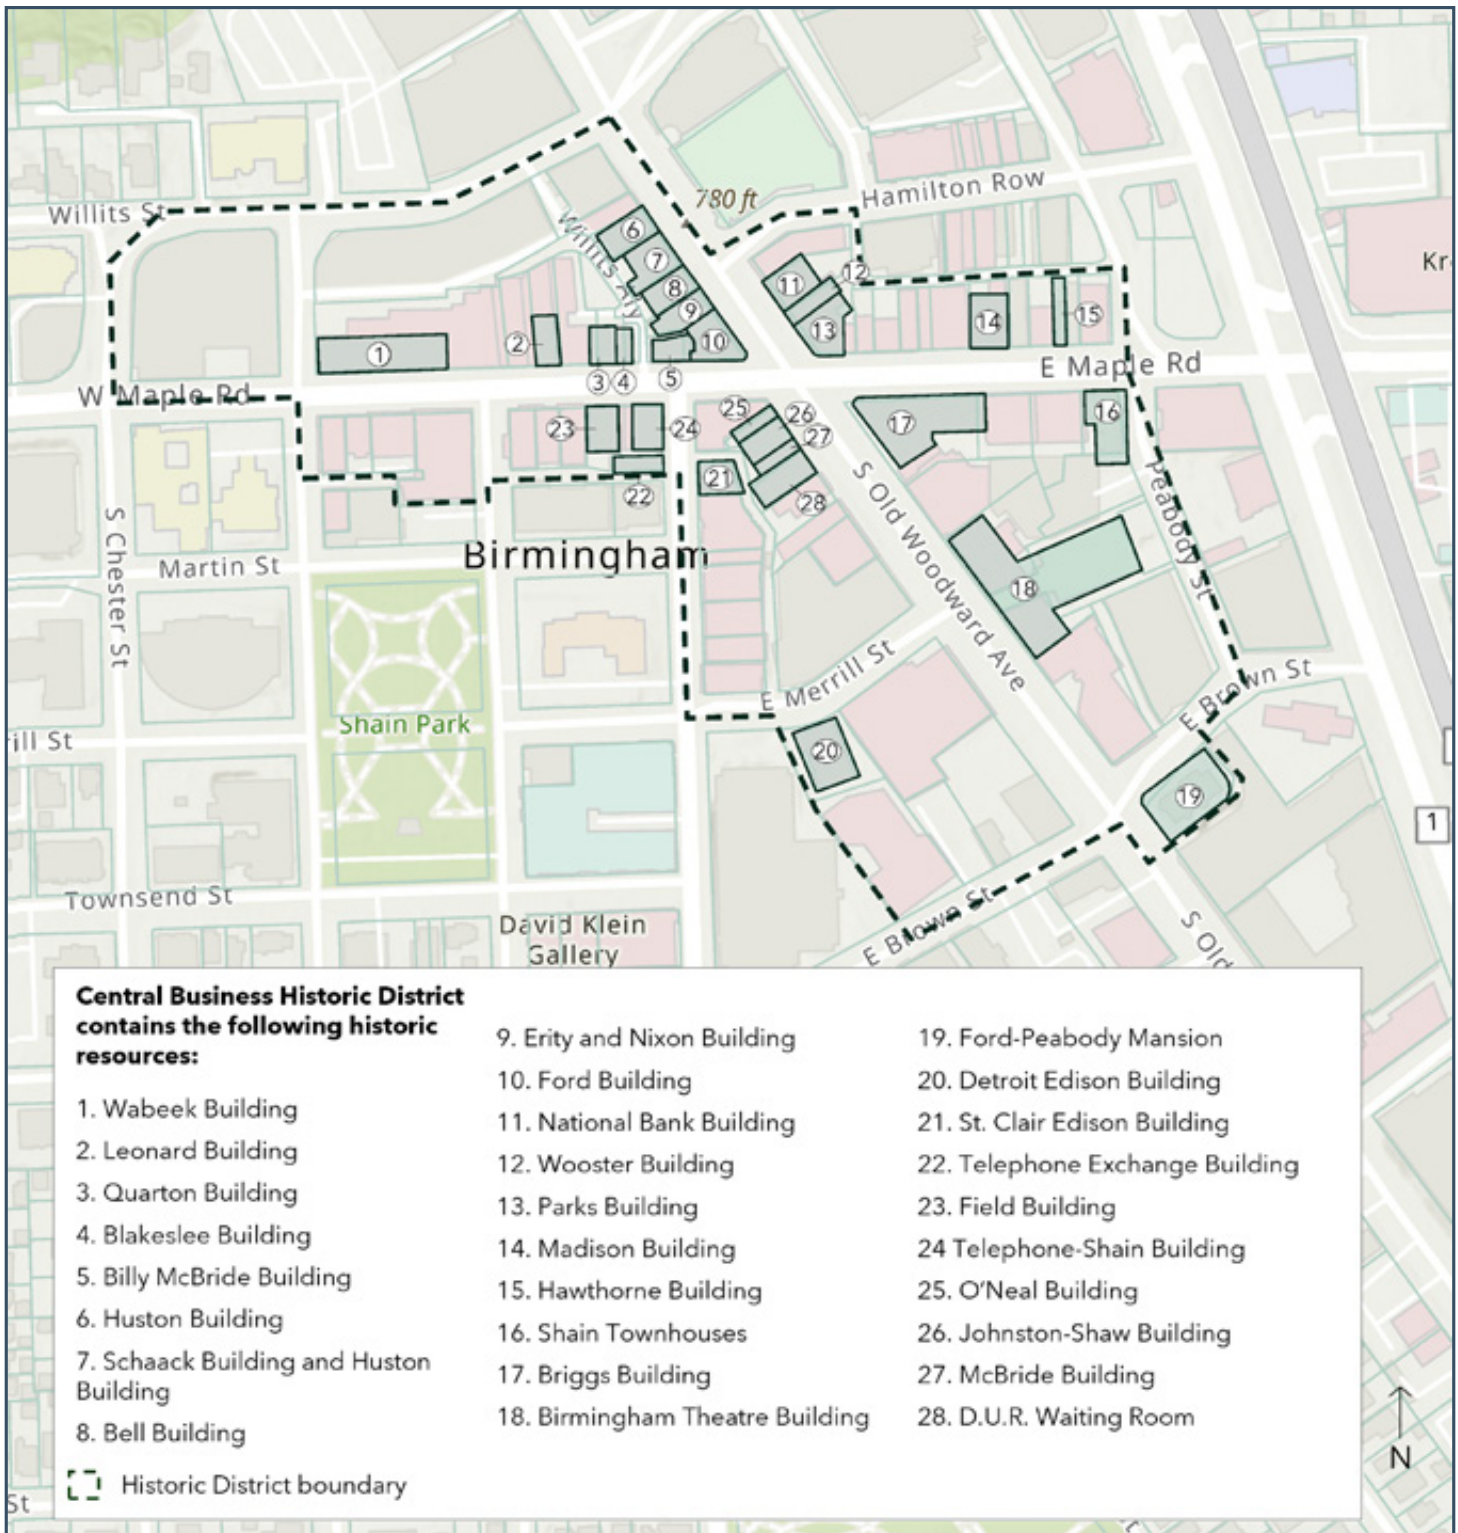 780 ft
Hamilton Row
Willits St
Willits Aly
6
7
8
9
10
11
12
13
14
15
1
2
3
4
5
Kr
W Maple Rd
E Maple Rd
16
17
25
26
27
28
23
24
22
21
S Old Woodward Ave
Peabody St
Birmingham
S Chester St
Martin St
18
E Merrill St
E Brown St
Shain Park
rill St
20
19
1
Townsend St
David Klein
Gallery
E Brown St
S Old
Central Business Historic District
contains the following historic
resources:
1. Wabeek Building
2. Leonard Building
3. Quarton Building
4. Blakeslee Building
5. Billy McBride Building
6. Huston Building
7. Schaack Building and Huston
Building
8. Bell Building
9. Erity and Nixon Building
10. Ford Building
11. National Bank Building
12. Wooster Building
13. Parks Building
14. Madison Building
15. Hawthorne Building
16. Shain Townhouses
17. Briggs Building
18. Birmingham Theatre Building
19. Ford-Peabody Mansion
20. Detroit Edison Building
21. St. Clair Edison Building
22. Telephone Exchange Building
23. Field Building
24 Telephone-Shain Building
25. O'Neal Building
26. Johnston-Shaw Building
27. McBride Building
28. D.U.R. Waiting Room
Historic District boundary
N
St